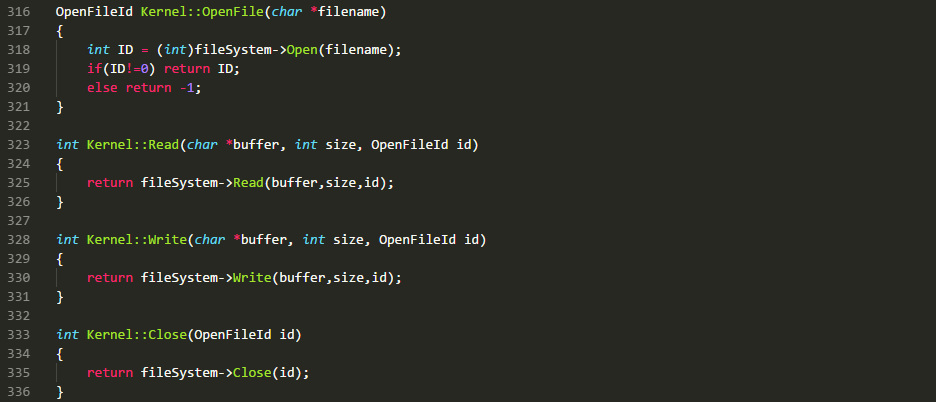 316 OpenFileId Kernel::OpenFile(char *filename)
317 {
318     int ID = (int)fileSystem->Open(filename);
319     if(ID!=0) return ID;
320     else return -1;
321 }
322
323 int Kernel::Read(char *buffer, int size, OpenFileId id)
324 {
325     return fileSystem->Read(buffer,size,id);
326 }
327
328 int Kernel::Write(char *buffer, int size, OpenFileId id)
329 {
330     return fileSystem->Write(buffer,size,id);
331 }
332
333 int Kernel::Close(OpenFileId id)
334 {
335     return fileSystem->Close(id);
336 }